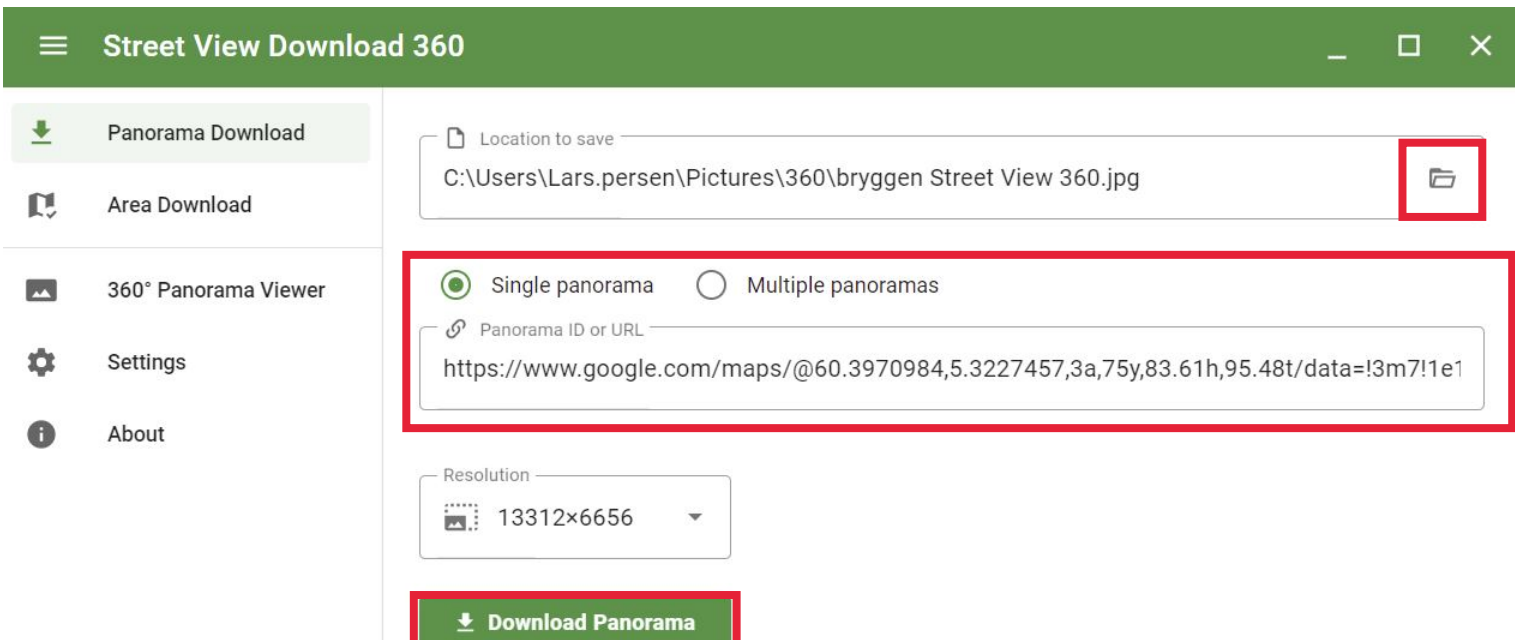 Street View Download 360
Panorama Download
Area Download
360° Panorama Viewer
Settings
About
Location to save
C:\Users\Lars.persen\Pictures\360\bryggen Street View 360.jpg
Single panorama Multiple panoramas
Panorama ID or URL
https://www.google.com/maps/@60.3970984,5.3227457,3a,75y,83.61h,95.48t/data=!3m7!1e1
Resolution
13312×6656
Download Panorama